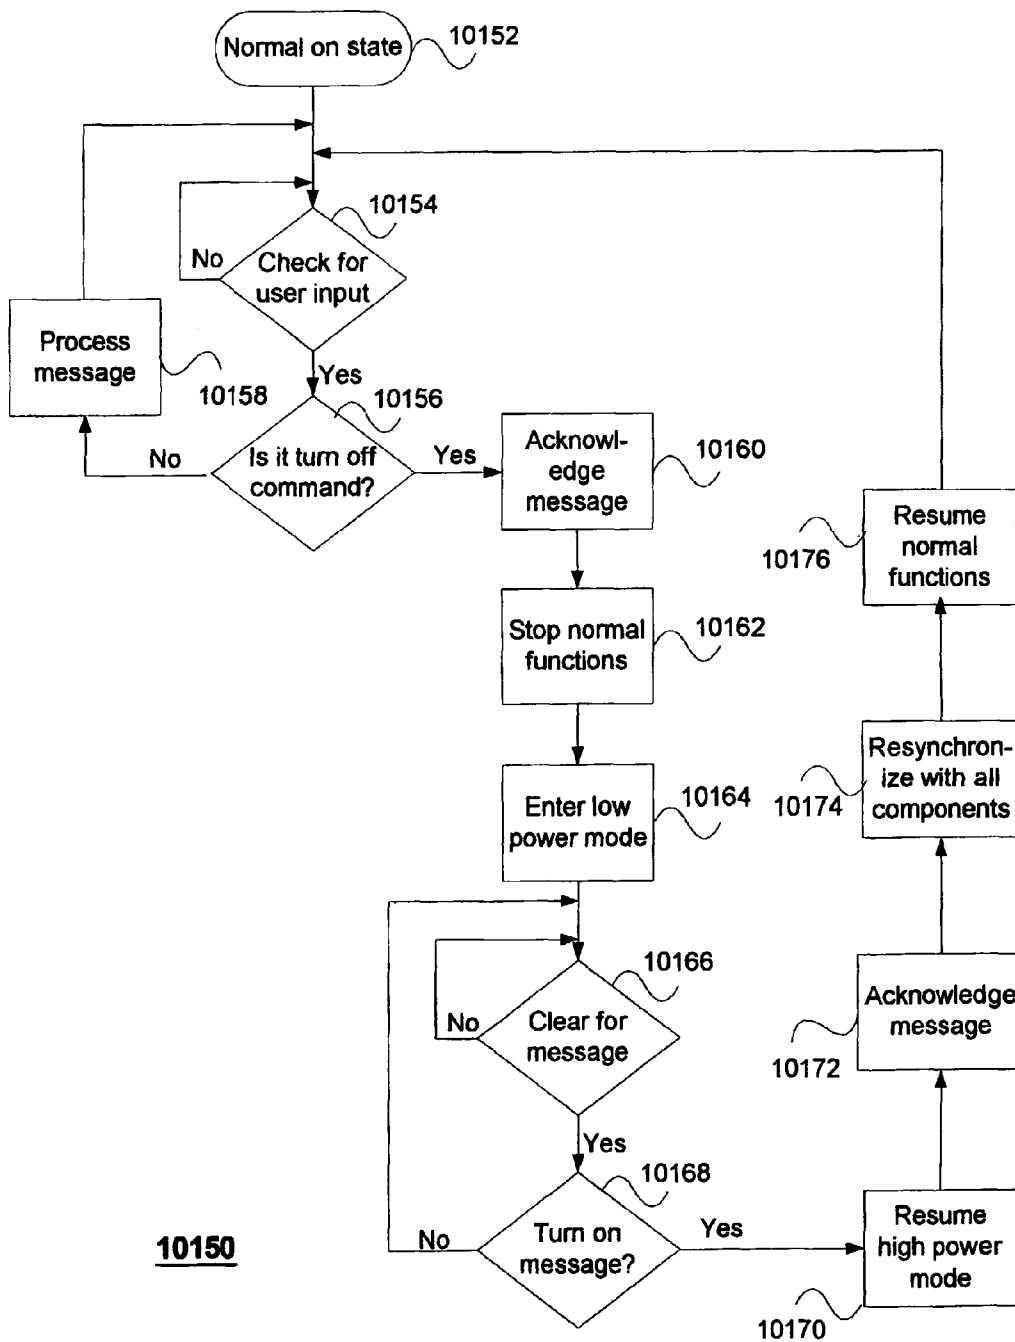 Normal on state
10152
10154
No
Check for
user input
Process
message
10158
Yes
10156
No
Is it turn off
command?
Yes
Acknowl-
edge
message
10160
Resume
normal
functions
10176
Stop normal
functions
10162
Resynchron-
ize with all
components
10174
Enter low
power mode
10164
10166
No
Clear for
message
Acknowledge
message
10172
Yes
10168
No
Turn on
message?
Yes
Resume
high power
mode
10170
10150